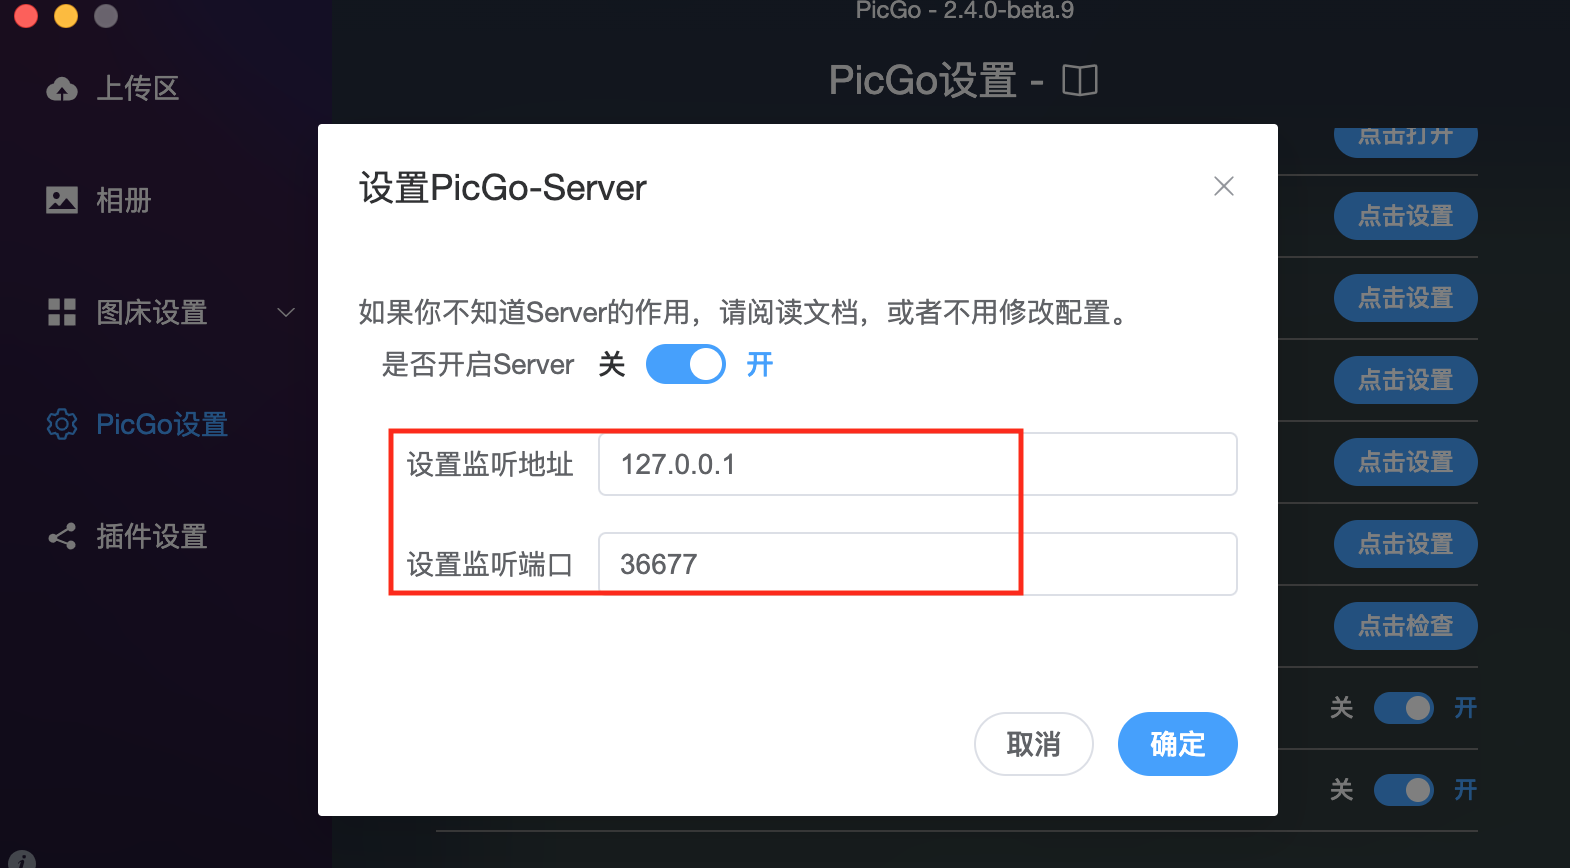 PicGo - 2.4.0-beta.9
上传区
相册
图床设置
PicGo设置
插件设置
PicGo设置 -
点击打开
点击设置
点击设置
点击设置
点击设置
点击设置
点击检查
关 开
关 开
设置PicGo-Server
如果你不知道Server的作用，请阅读文档，或者不用修改配置。
是否开启Server 关 开
设置监听地址 127.0.0.1
设置监听端口 36677
取消 确定